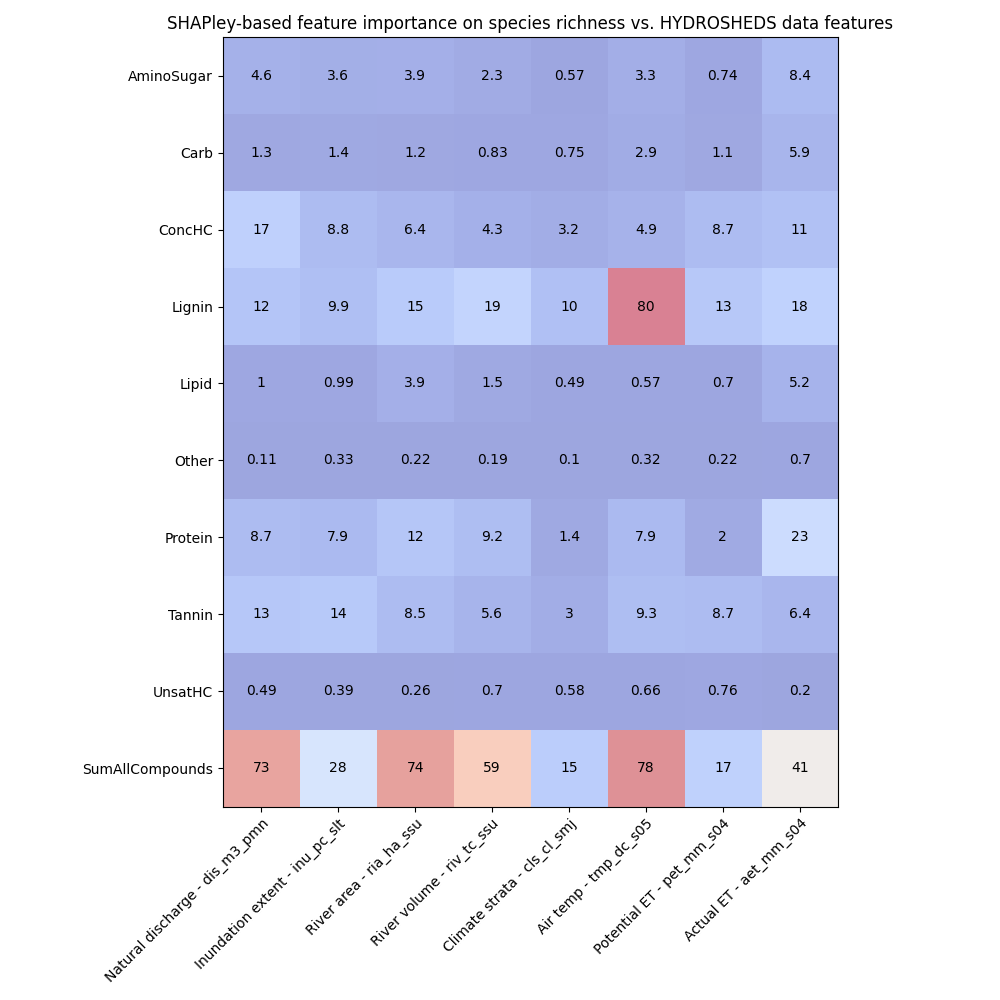 SHAPley-based feature importance on species richness vs. HYDROSHEDS data features
AminoSugar 4.6 3.6 3.9 2.3 0.57 3.3 0.74 8.4
Carb 1.3 1.4 1.2 0.83 0.75 2.9 1.1 5.9
ConcHC 17 8.8 6.4 4.3 3.2 4.9 8.7 11
Lignin 12 9.9 15 19 10 80 13 18
Lipid 1 0.99 3.9 1.5 0.49 0.57 0.7 5.2
Other 0.11 0.33 0.22 0.19 0.1 0.32 0.22 0.7
Protein 8.7 7.9 12 9.2 1.4 7.9 2 23
Tannin 13 14 8.5 5.6 3 9.3 8.7 6.4
UnsatHC 0.49 0.39 0.26 0.7 0.58 0.66 0.76 0.2
SumAllCompounds 73 28 74 59 15 78 17 41
Natural discharge - dis_m3_pmn
Inundation extent - inu_pc_slt
River area - ria_ha_ssu
River volume - riv_tc_ssu
Climate strata - cls_cl_smj
Air temp - tmp_dc_s05
Potential ET - pet_mm_s04
Actual ET - aet_mm_s04